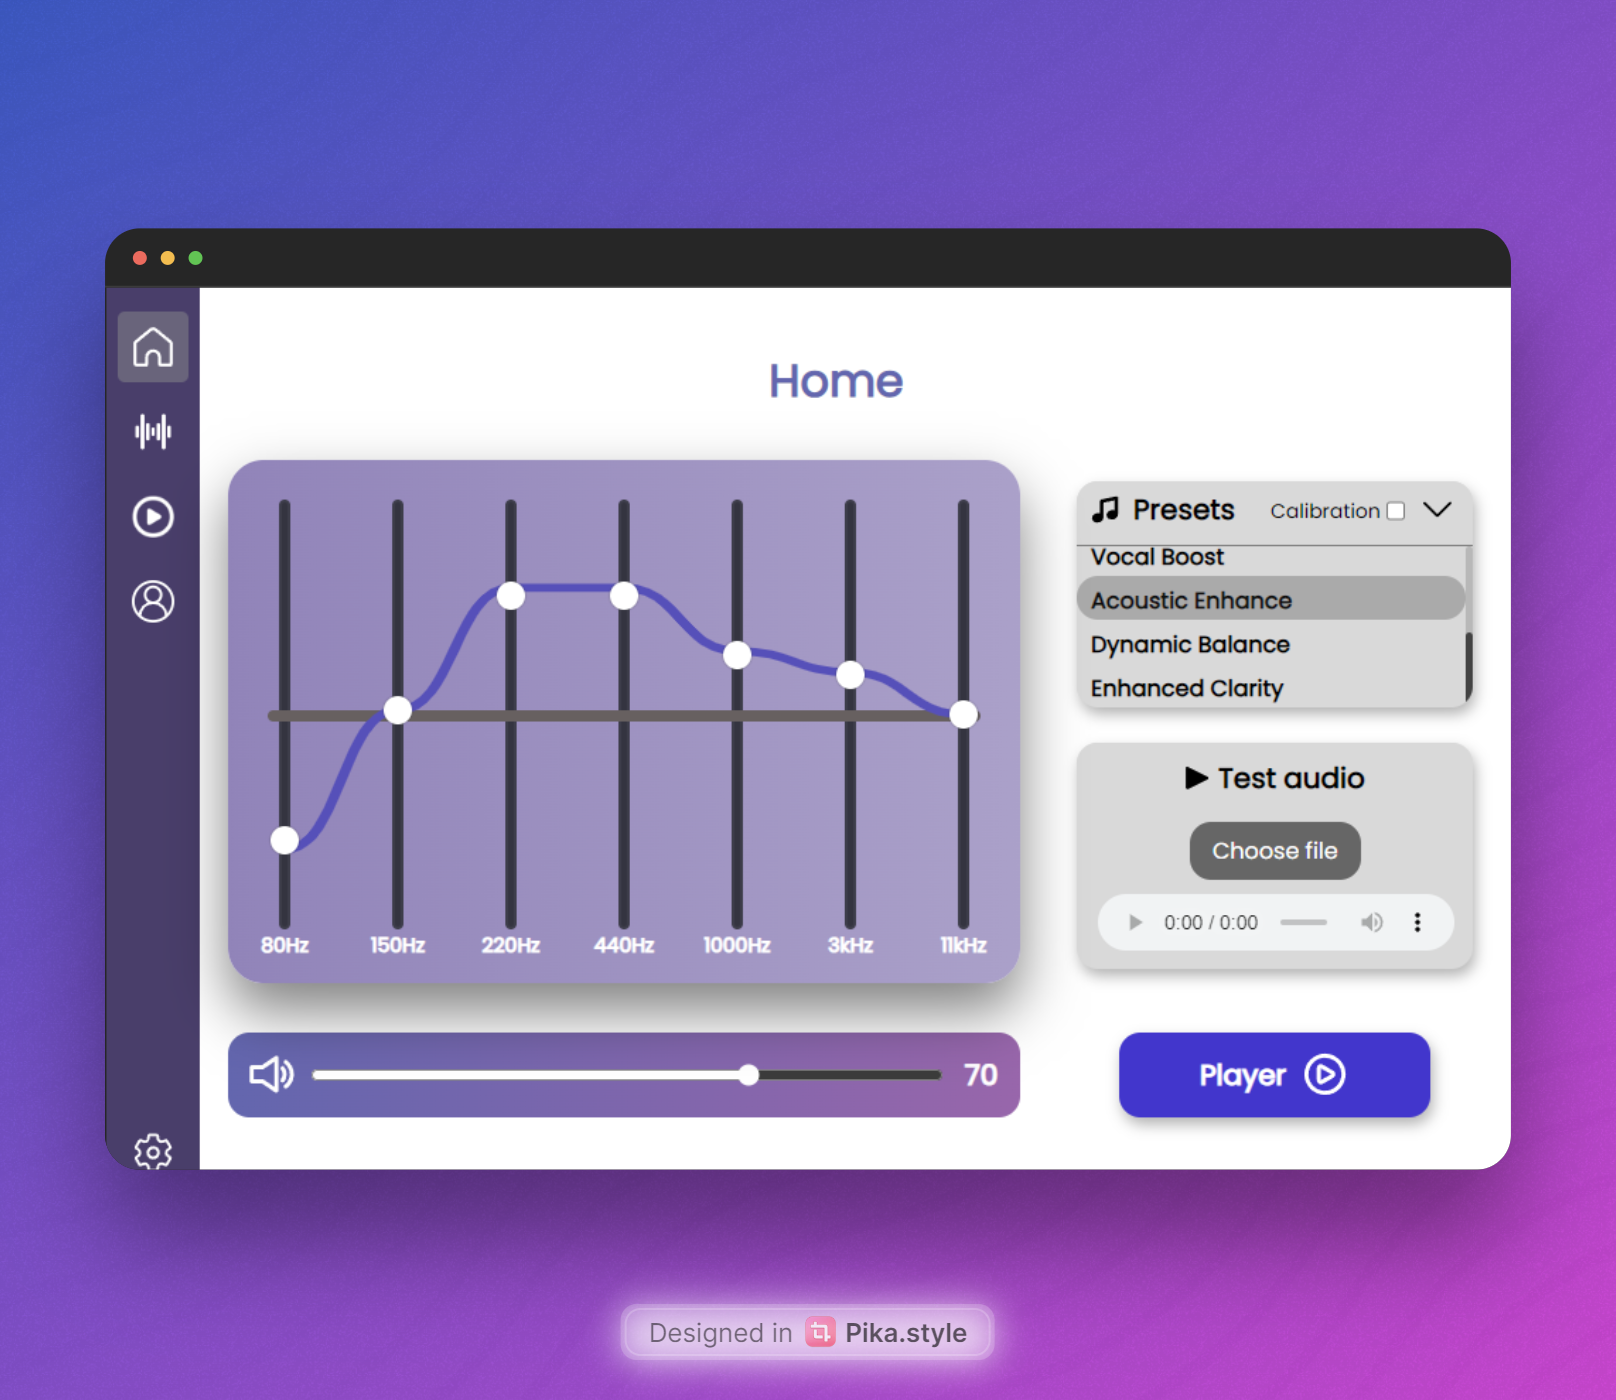 Home
Presets
Calibration
Vocal Boost
Acoustic Enhance
Dynamic Balance
Enhanced Clarity
Test audio
Choose file
0:00 / 0:00
80Hz 150Hz 220Hz 440Hz 1000Hz 3kHz 11kHz
70
Player
Designed in Pika.style